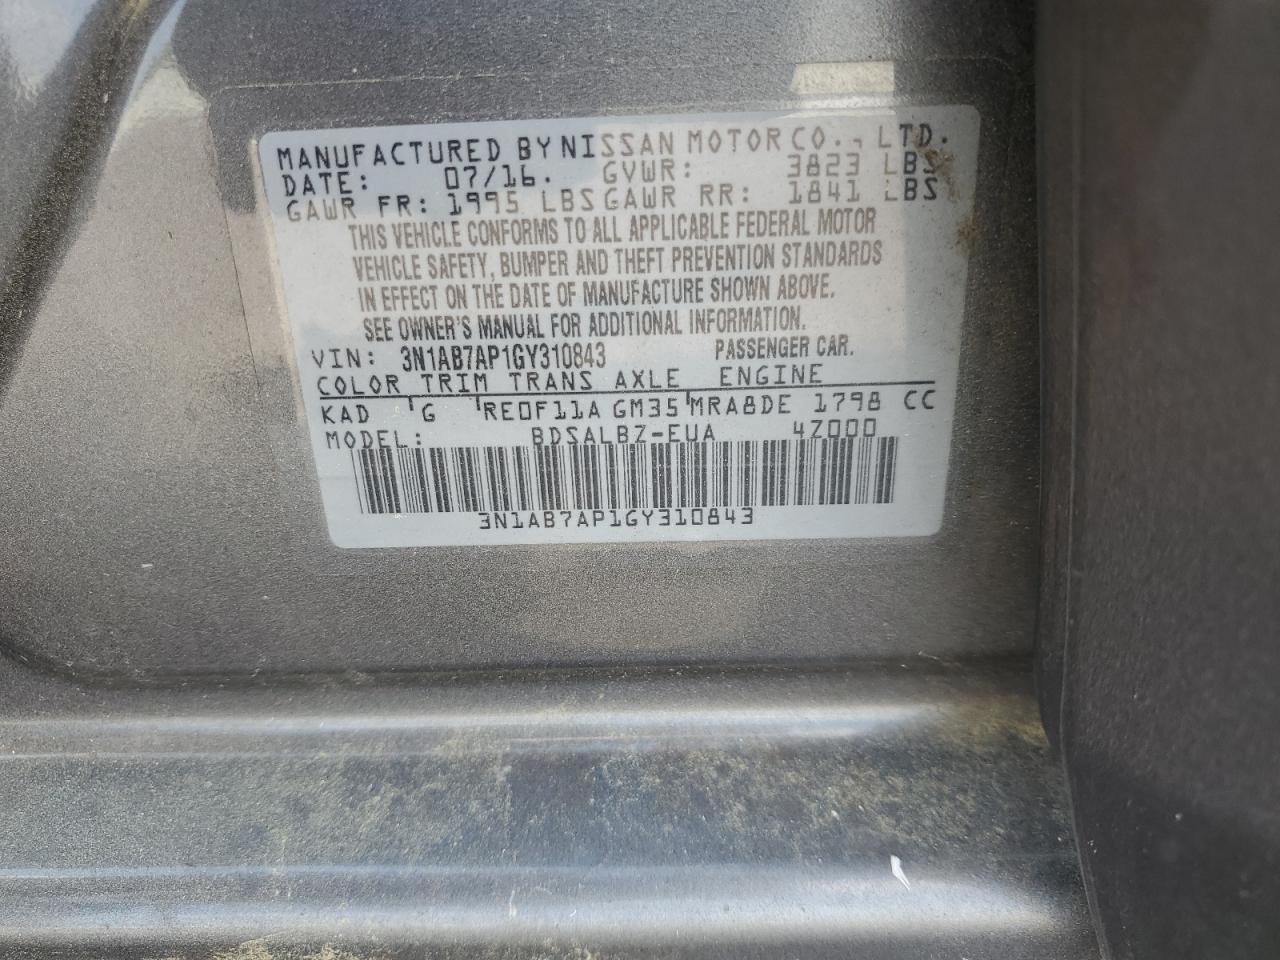 MANUFACTURED BY NISSAN MOTOR CO., LTD.
DATE: 07/16. GVWR: 3823 LBS
GAWR FR: 1995 LBS GAWR RR: 1841 LBS
THIS VEHICLE CONFORMS TO ALL APPLICABLE FEDERAL MOTOR
VEHICLE SAFETY, BUMPER AND THEFT PREVENTION STANDARDS
IN EFFECT ON THE DATE OF MANUFACTURE SHOWN ABOVE.
SEE OWNER'S MANUAL FOR ADDITIONAL INFORMATION.
VIN: 3N1AB7AP1GY310843 PASSENGER CAR.
COLOR TRIM TRANS AXLE ENGINE
KAD G RE0F11A GM35 MRA8DE 1798 CC
MODEL: BDSALBZ-EUA 4Z000
3N1AB7AP1GY310843